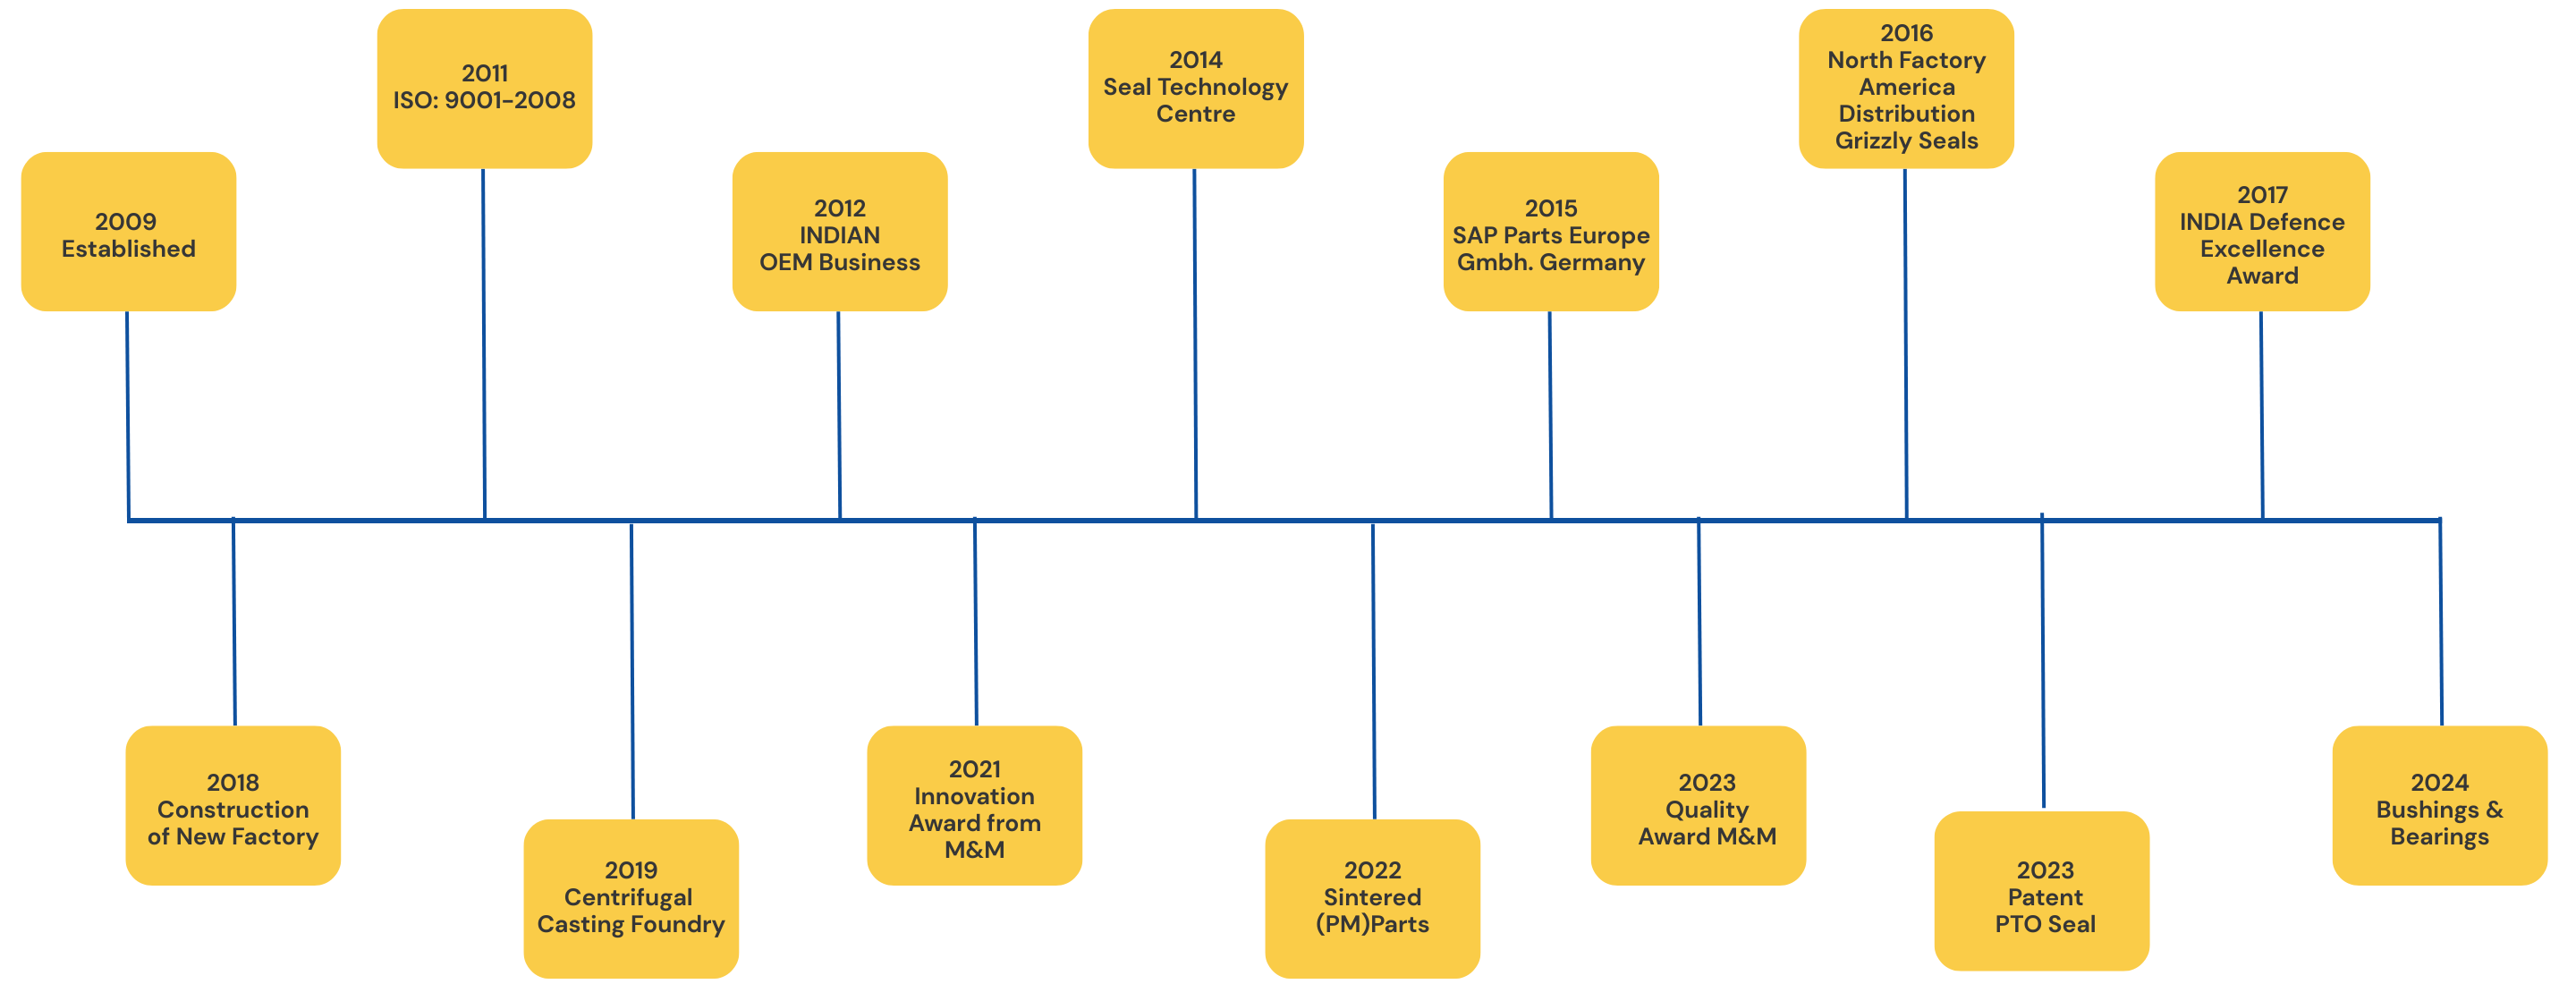 2009
Established
2011
ISO: 9001-2008
2012
INDIAN
OEM Business
2014
Seal Technology
Centre
2015
SAP Parts Europe
Gmbh. Germany
2016
North Factory
America
Distribution
Grizzly Seals
2017
INDIA Defence
Excellence
Award
2018
Construction
of New Factory
2019
Centrifugal
Casting Foundry
2021
Innovation
Award from
M&M
2022
Sintered
(PM)Parts
2023
Quality
Award M&M
2023
Patent
PTO Seal
2024
Bushings &
Bearings